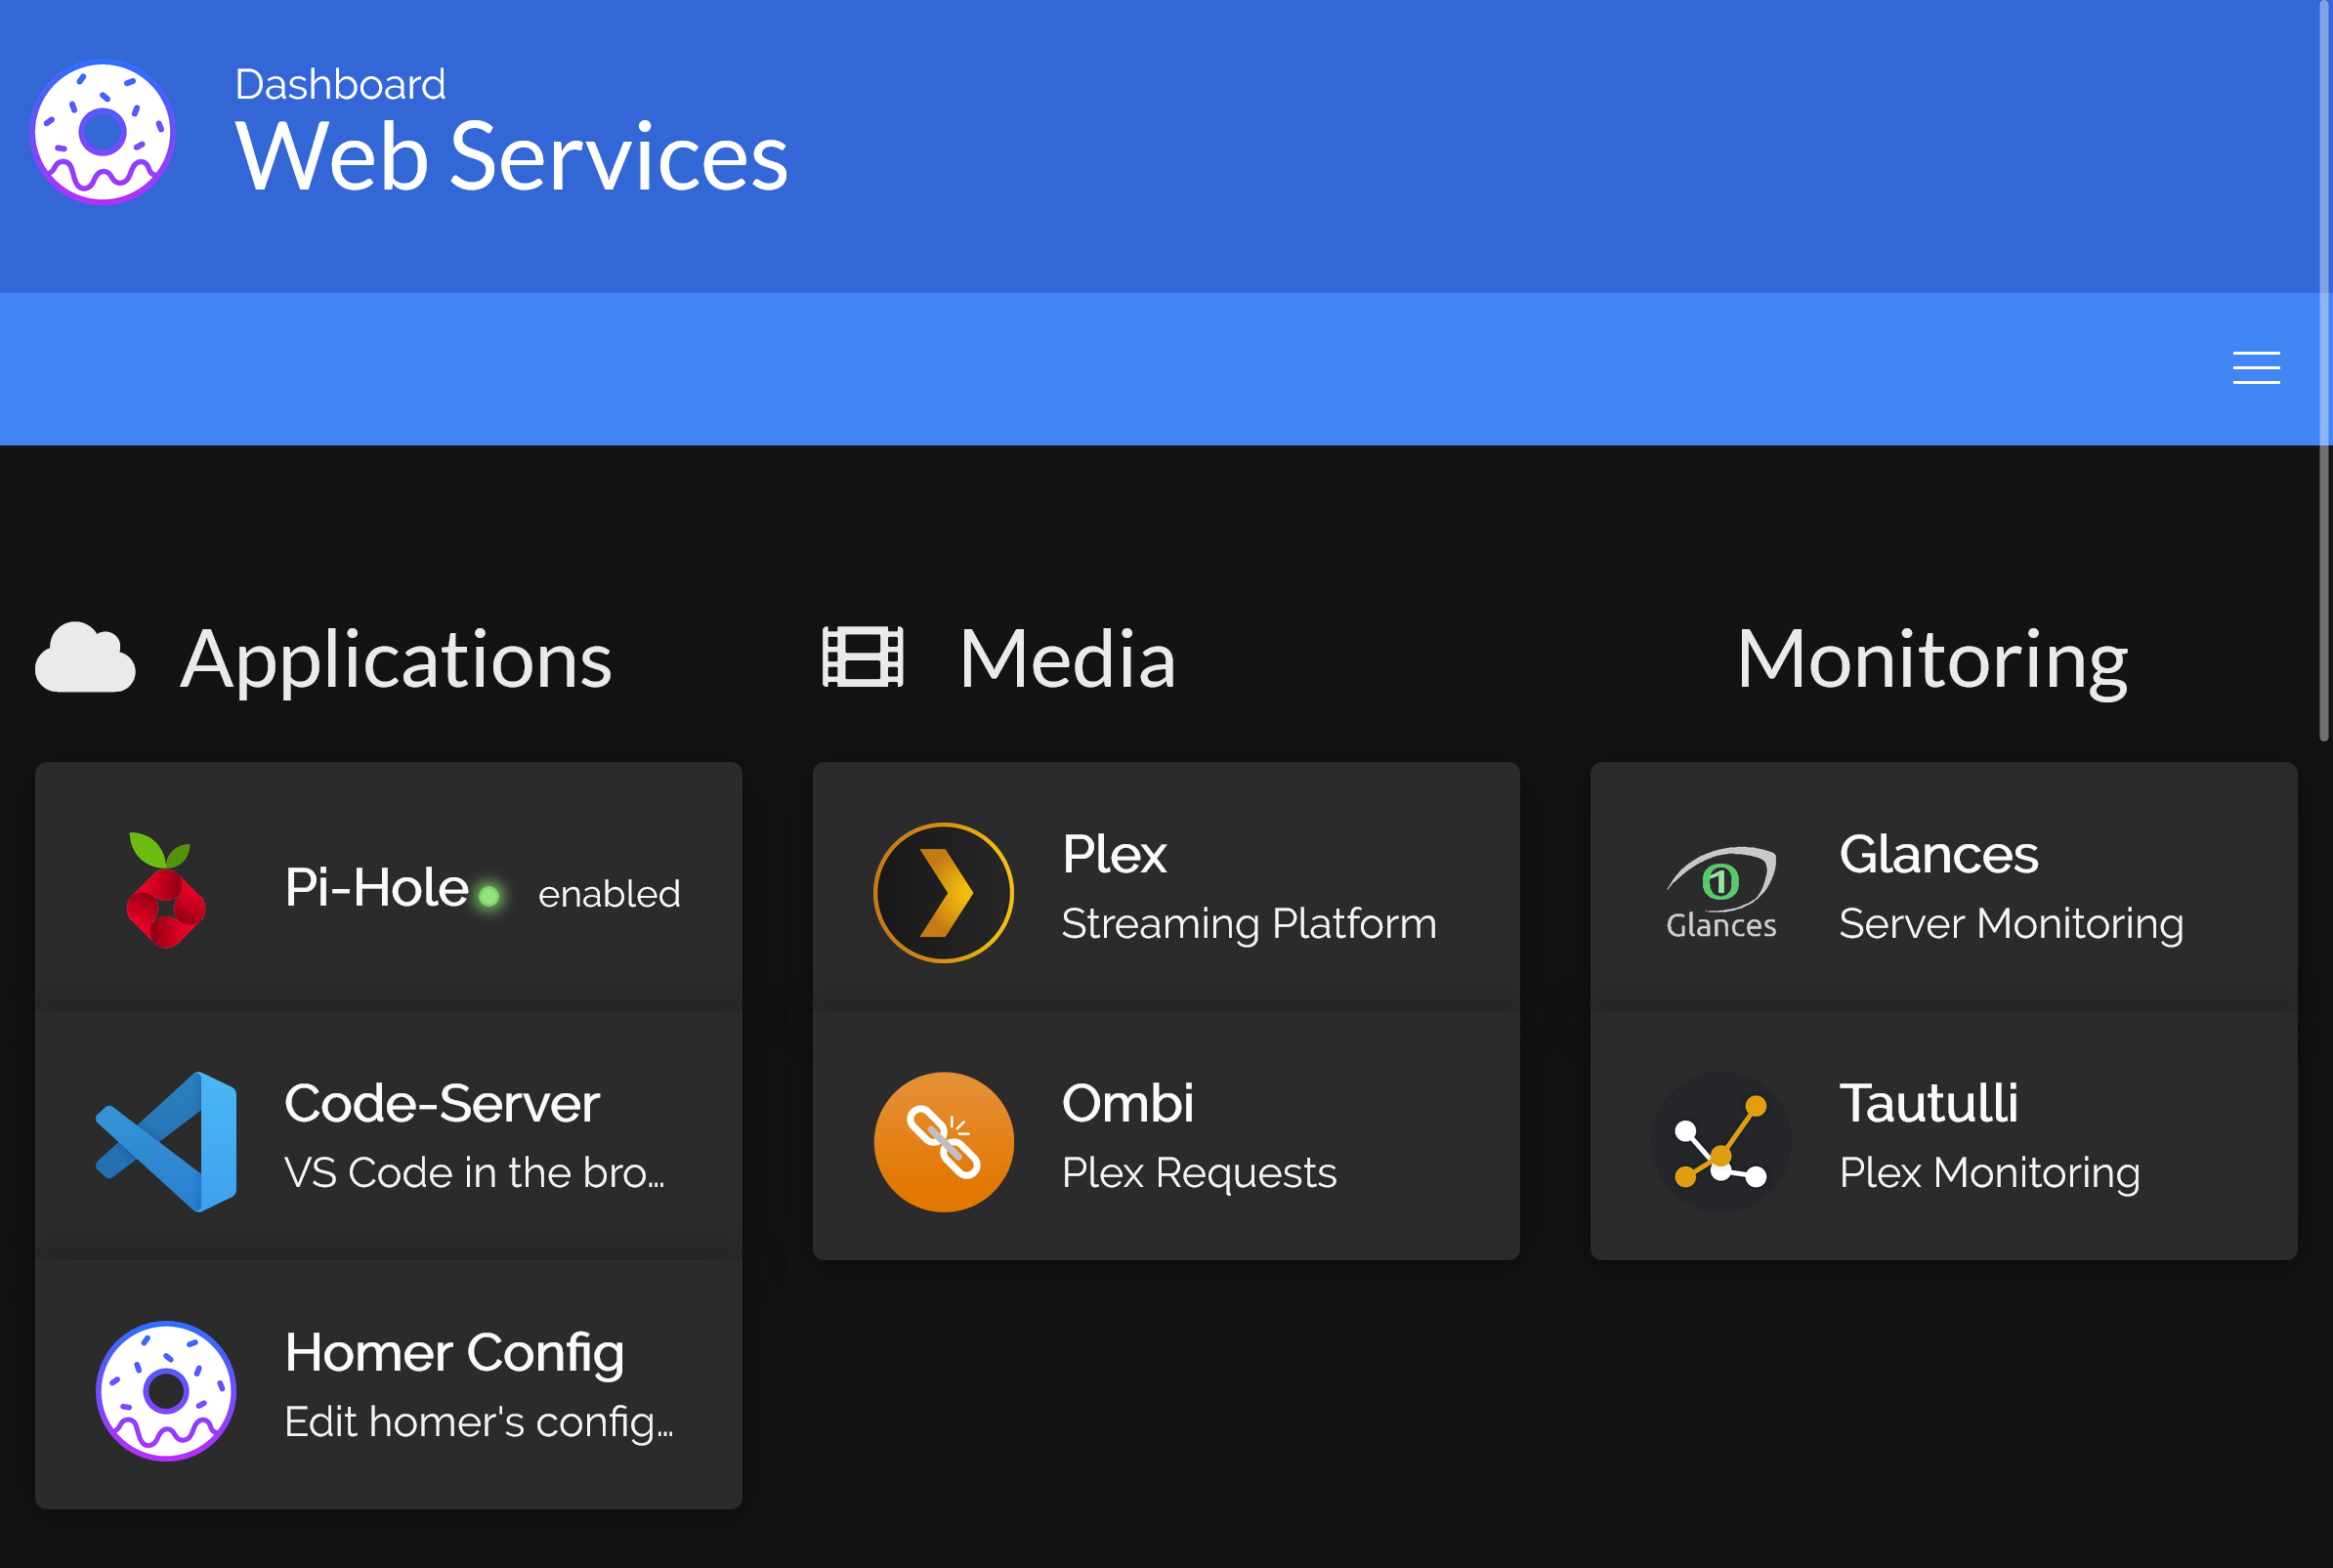 Dashboard
Web Services
Applications
Pi-Hole enabled
Code-Server
VS Code in the bro...
Homer Config
Edit homer's config...
Media
Plex
Streaming Platform
Ombi
Plex Requests
Monitoring
Glances
Glances
Server Monitoring
Tautulli
Plex Monitoring